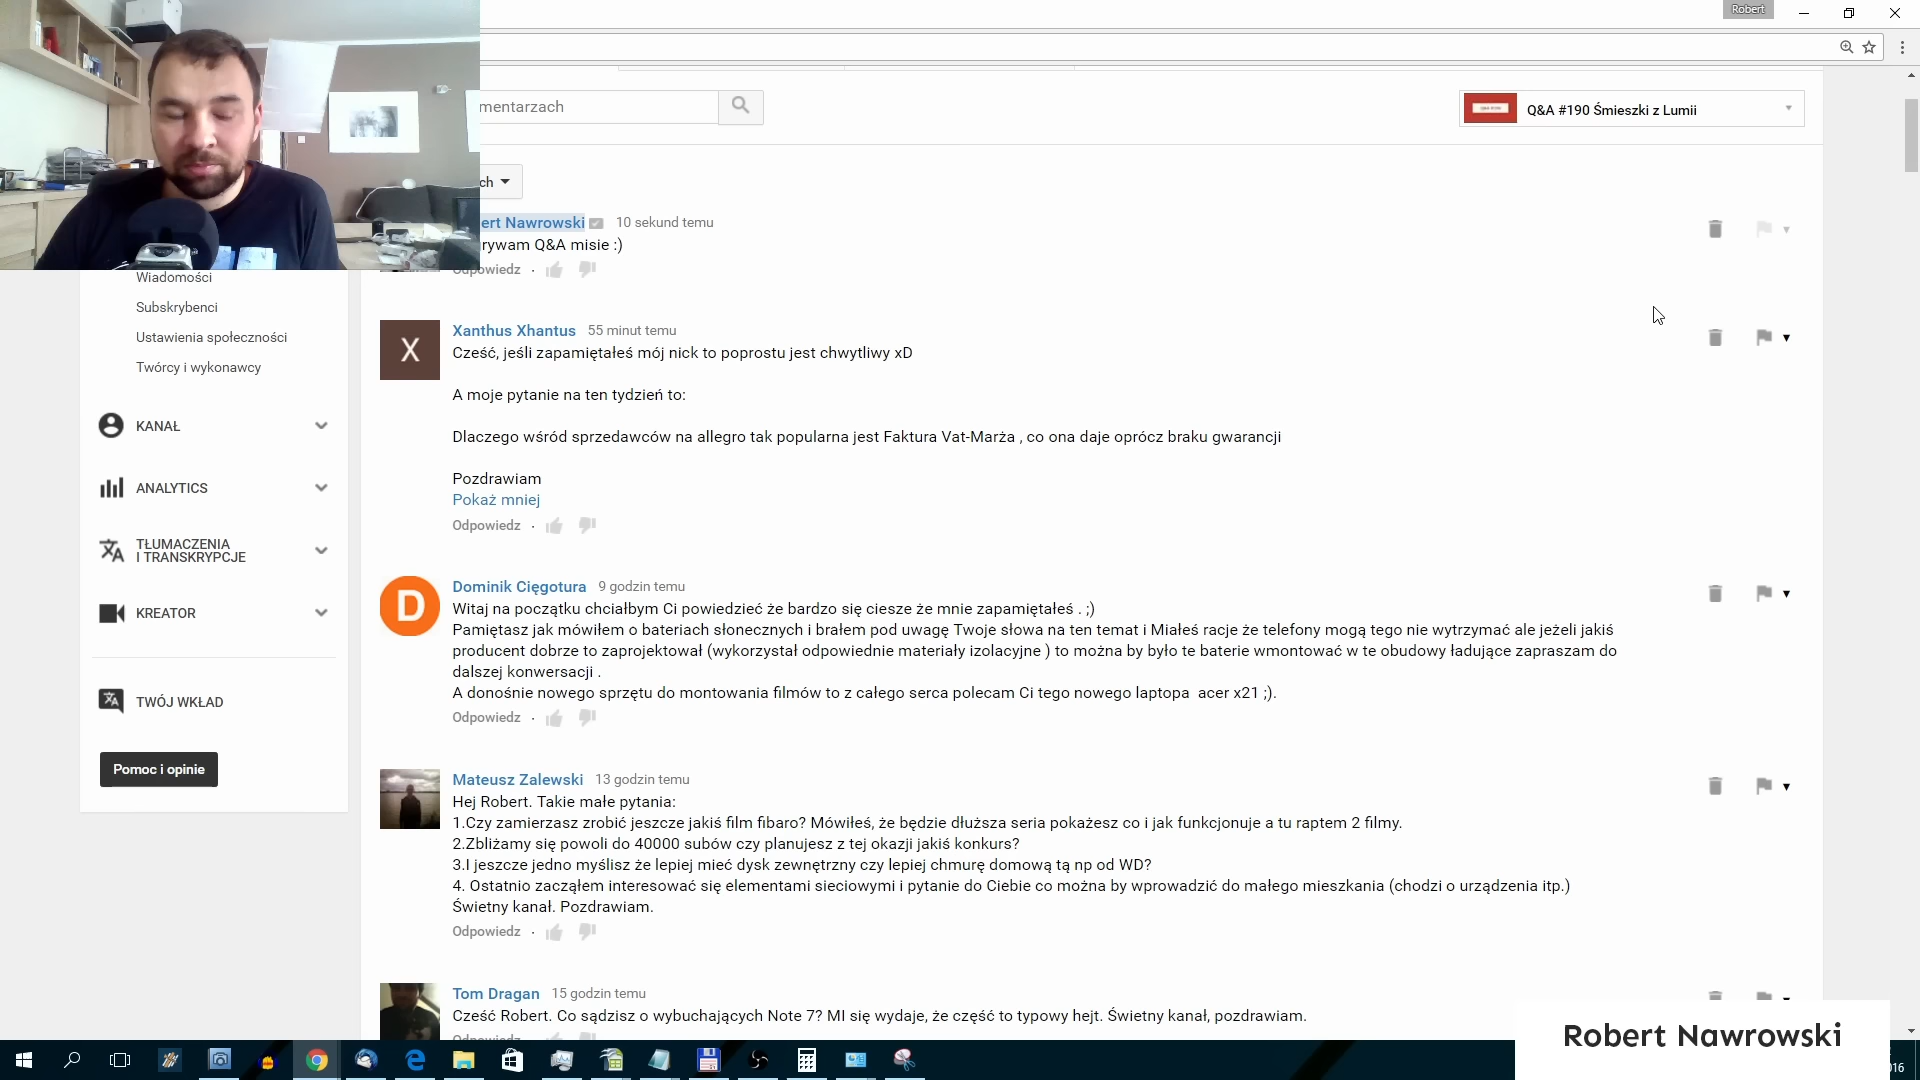 Robert
mentarzach
Q&A #190 Śmieszki z Lumii
ch
ert Nawrowski 10 sekund temu
rywam Q&A misie :)
Odpowiedz
Wiadomości
Subskrybenci
Ustawienia społeczności
Twórcy i wykonawcy
KANAŁ
ANALYTICS
TŁUMACZENIA
I TRANSKRYPCJE
KREATOR
TWÓJ WKŁAD
Pomoc i opinie
X
Xanthus Xhantus 55 minut temu
Cześć, jeśli zapamiętałeś mój nick to poprostu jest chwytliwy xD
A moje pytanie na ten tydzień to:
Dlaczego wśród sprzedawców na allegro tak popularna jest Faktura Vat-Marża , co ona daje oprócz braku gwarancji
Pozdrawiam
Pokaż mniej
Odpowiedz ·
D
Dominik Cięgotura 9 godzin temu
Witaj na początku chciałbym Ci powiedzieć że bardzo się ciesze że mnie zapamiętałeś . ;)
Pamiętasz jak mówiłem o bateriach słonecznych i brałem pod uwagę Twoje słowa na ten temat i Miałeś racje że telefony mogą tego nie wytrzymać ale jeżeli jakiś
producent dobrze to zaprojektował (wykorzystał odpowiednie materiały izolacyjne ) to można by było te baterie wmontować w te obudowy ładujące zapraszam do
dalszej konwersacji .
A donośnie nowego sprzętu do montowania filmów to z całego serca polecam Ci tego nowego laptopa acer x21 ;).
Odpowiedz ·
Mateusz Zalewski 13 godzin temu
Hej Robert. Takie małe pytania:
1.Czy zamierzasz zrobić jeszcze jakiś film fibaro? Mówiłeś, że będzie dłuższa seria pokażesz co i jak funkcjonuje a tu raptem 2 filmy.
2.Zbliżamy się powoli do 40000 subów czy planujesz z tej okazji jakiś konkurs?
3.I jeszcze jedno myślisz że lepiej mieć dysk zewnętrzny czy lepiej chmurę domową tą np od WD?
4. Ostatnio zacząłem interesować się elementami sieciowymi i pytanie do Ciebie co można by wprowadzić do małego mieszkania (chodzi o urządzenia itp.)
Świetny kanał. Pozdrawiam.
Odpowiedz ·
Tom Dragan 15 godzin temu
Cześć Robert. Co sądzisz o wybuchających Note 7? MI się wydaje, że część to typowy hejt. Świetny kanał, pozdrawiam.
Robert Nawrowski
016